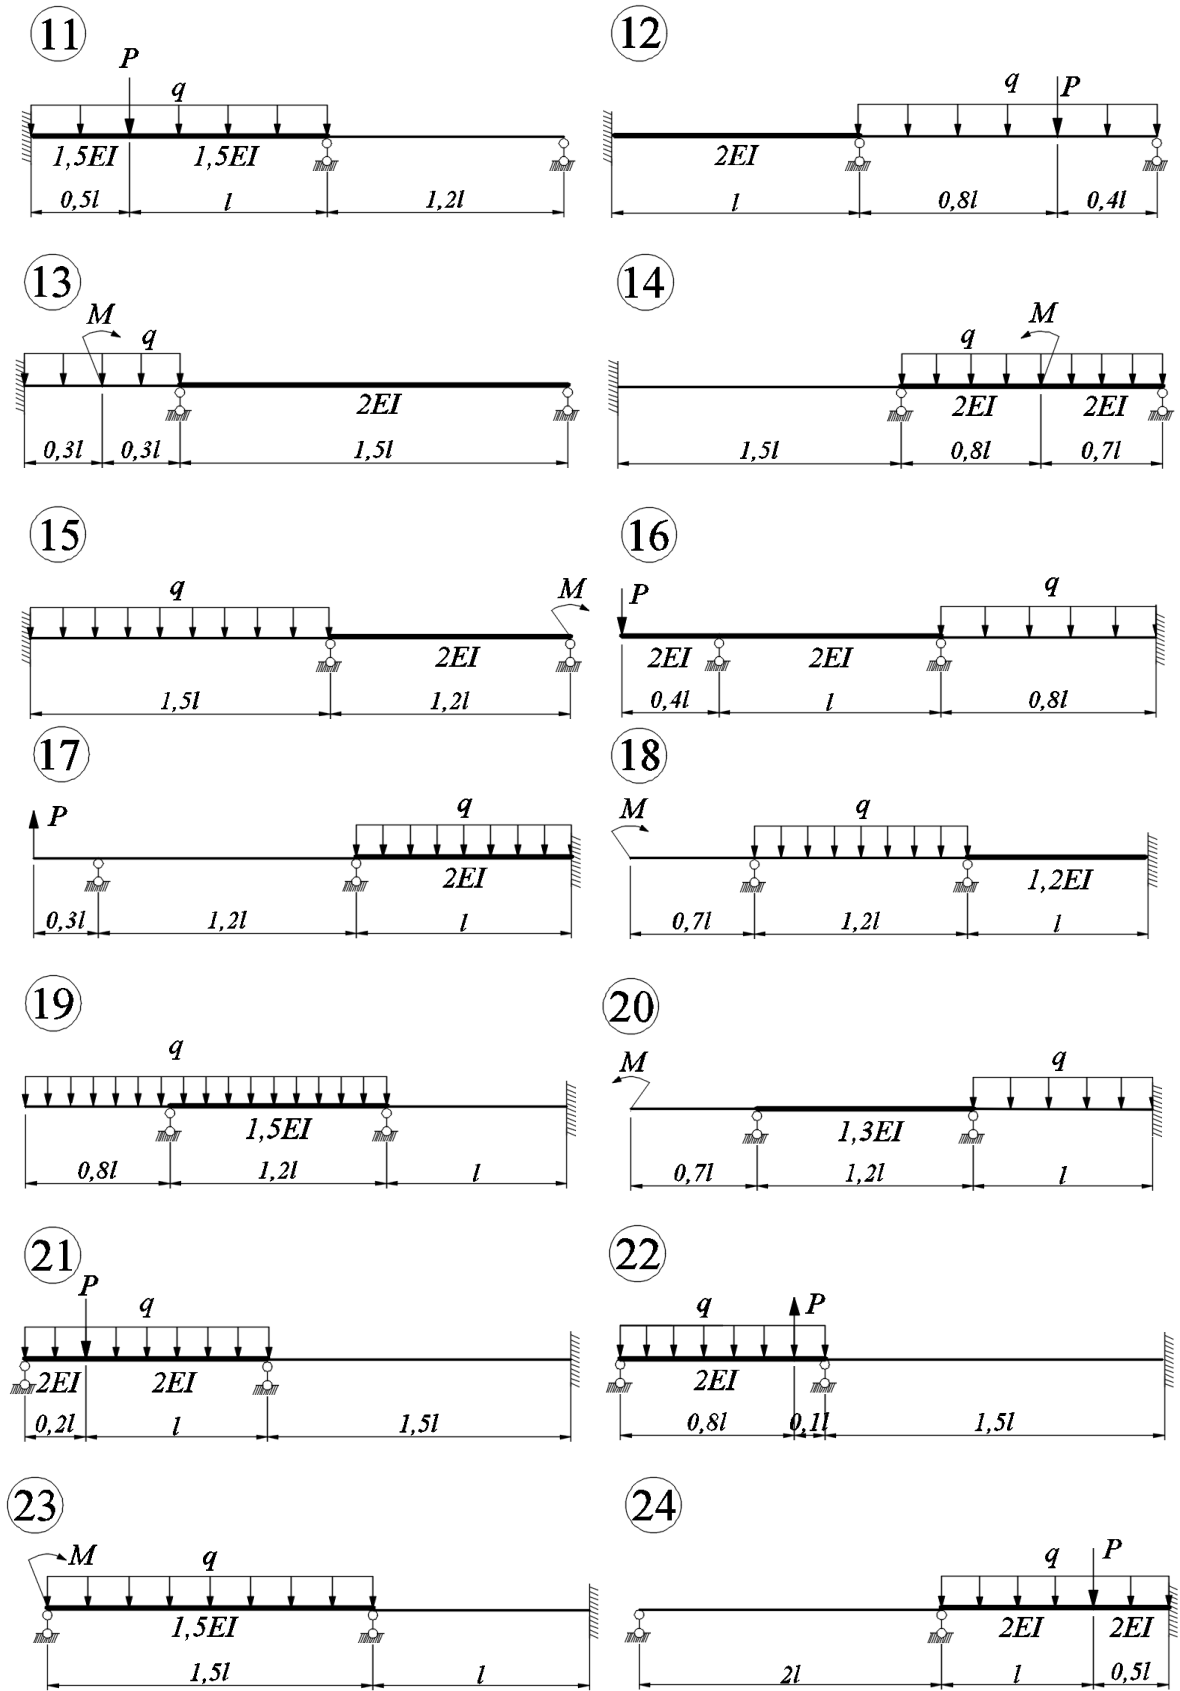 11 12
P
q q P
1,5EI 1,5EI 2EI
0,5l l 1,2l l 0,8l 0,4l
13 14
M q q M
2EI 2EI 2EI
0,3l 0,3l 1,5l 1,5l 0,8l 0,7l
15 16
q M P q
2EI 2EI 2EI
1,5l 1,2l 0,4l l 0,8l
17 18
P q M q
2EI 1,2EI
0,3l 1,2l l 0,7l 1,2l l
19 20
q M q
1,5EI 1,3EI
0,8l 1,2l l 0,7l 1,2l l
21 22
P q q P
2EI 2EI 2EI
0,2l l 1,5l 0,8l 0,1l 1,5l
23 24
M q q P
1,5EI 2EI 2EI
1,5l l 2l l 0,5l